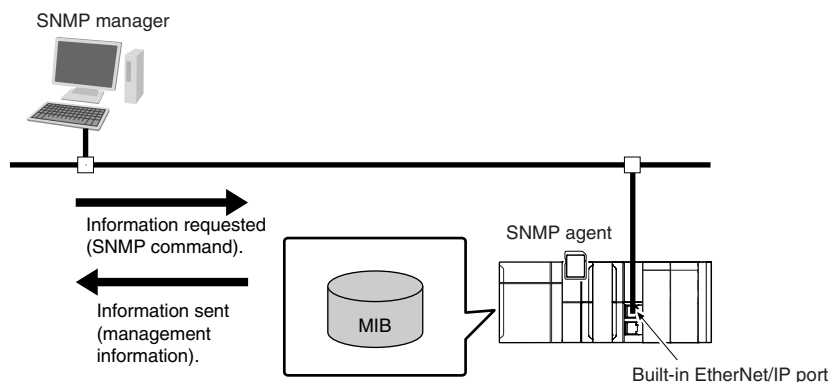 SNMP manager
Information requested
(SNMP command).
SNMP agent
Information sent
(management
information).
MIB
Built-in EtherNet/IP port